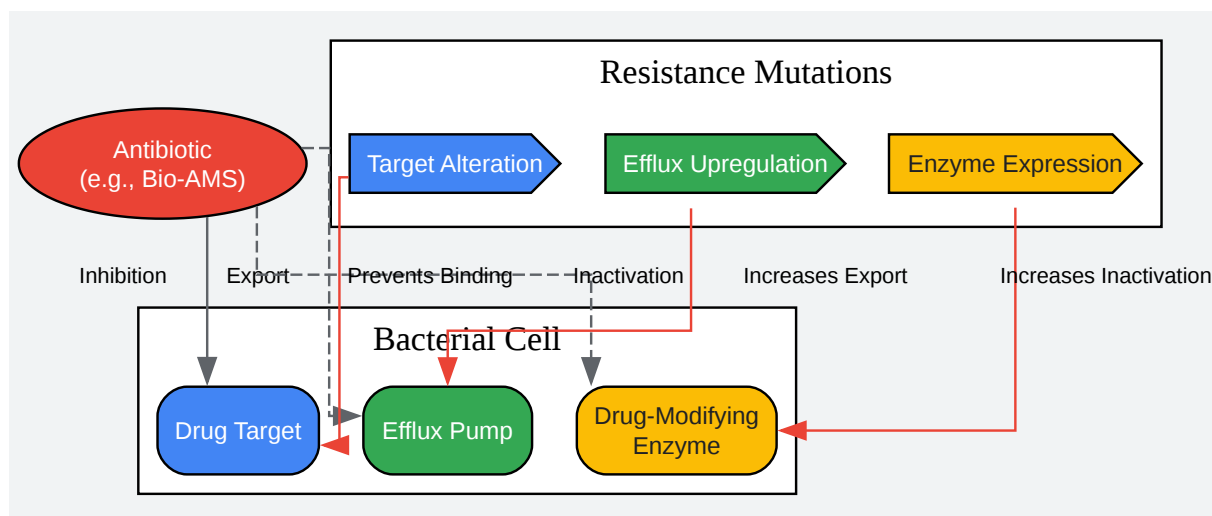 Resistance Mutations
Antibiotic
(e.g., Bio-AMS)
Target Alteration
Efflux Upregulation
Enzyme Expression
Inhibition
Export
Prevents Binding
Inactivation
Increases Export
Increases Inactivation
Bacterial Cell
Drug Target
Efflux Pump
Drug-Modifying
Enzyme